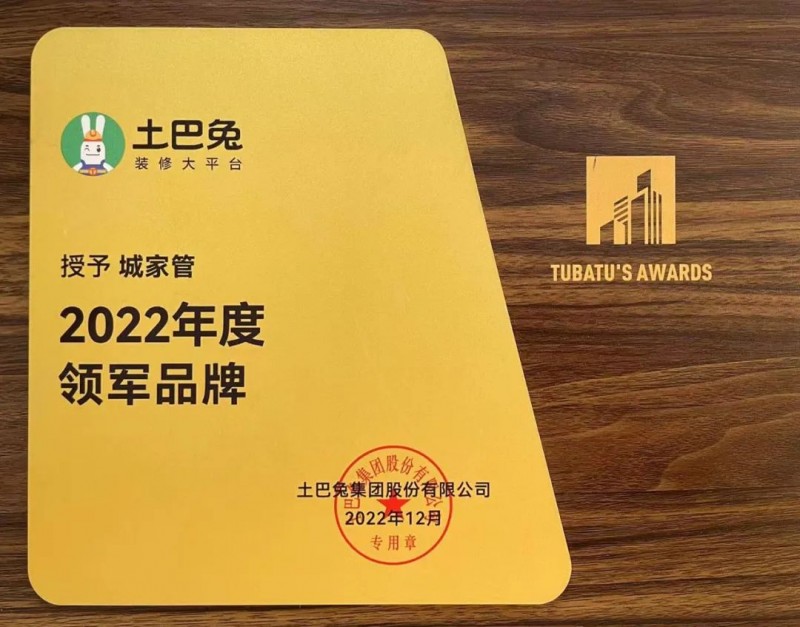 土巴兔
装修大平台
授予 城家管
2022年度
领军品牌
土巴兔集团股份有限公司
2022年12月
专用章
TUBATU'S AWARDS